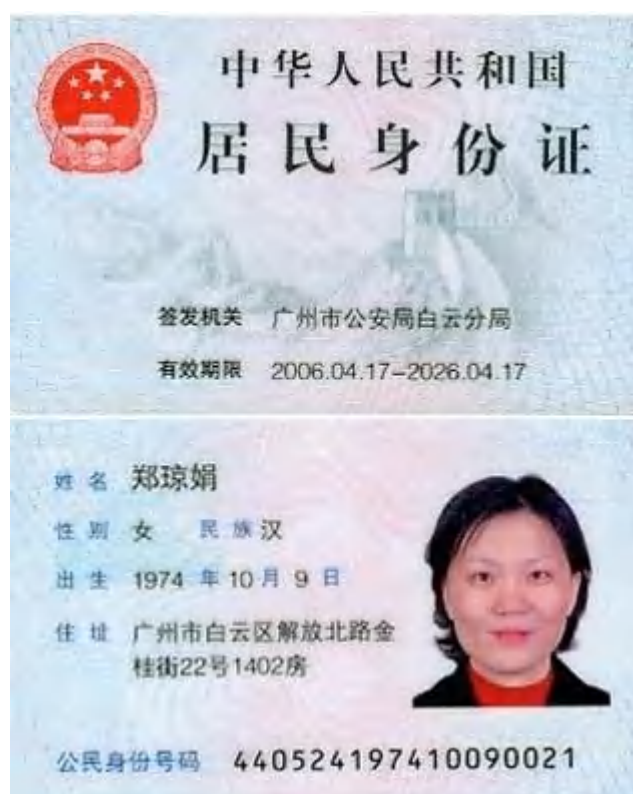 中华人民共和国
居民身份证
签发机关 广州市公安局白云分局
有效期限 2006.04.17-2026.04.17
姓名 郑琼娟
性别 女 民族 汉
出生 1974 年 10 月 9 日
住址 广州市白云区解放北路金
桂街22号1402房
公民身份号码 440524197410090021